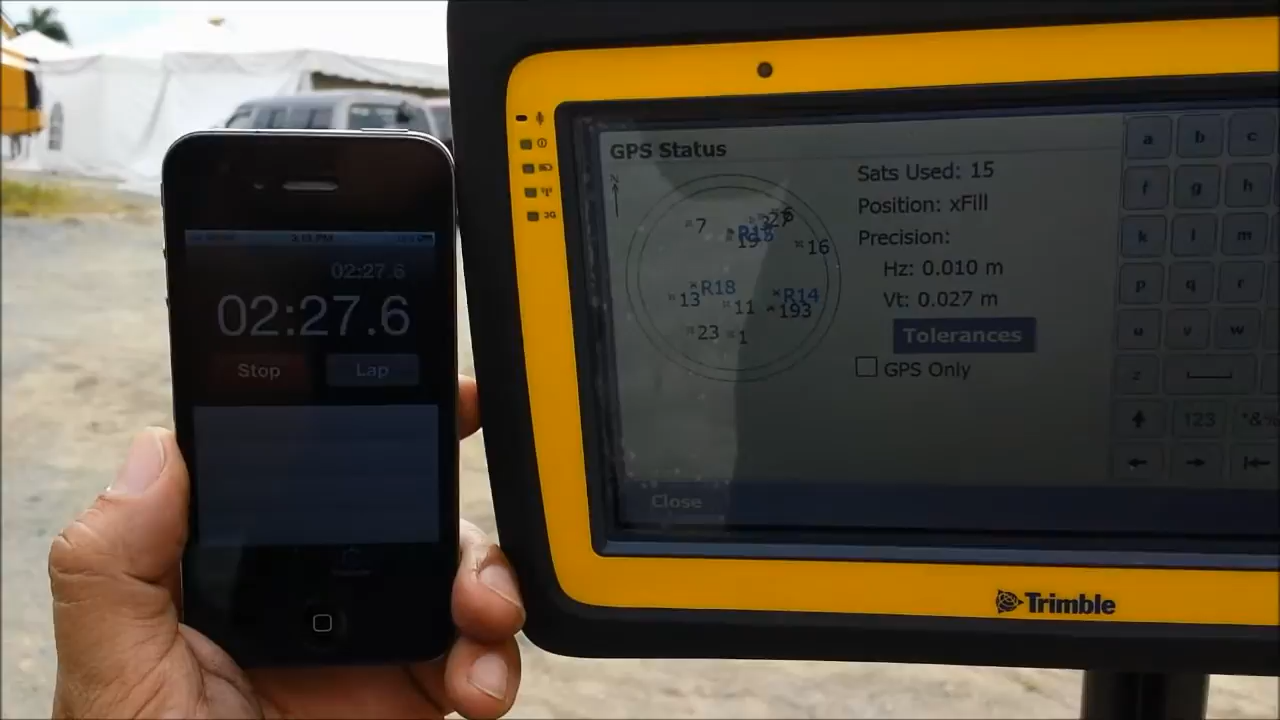 02:27.6
02:27.6
Stop Lap
GPS Status
N
7
16
R18
13
11
R14
193
23
1
Sats Used: 15
Position: xFill
Precision:
Hz: 0.010 m
Vt: 0.027 m
Tolerances
GPS Only
Close
a b c
f g h
k l m
p q r
u v w
z
123 *&%
Trimble